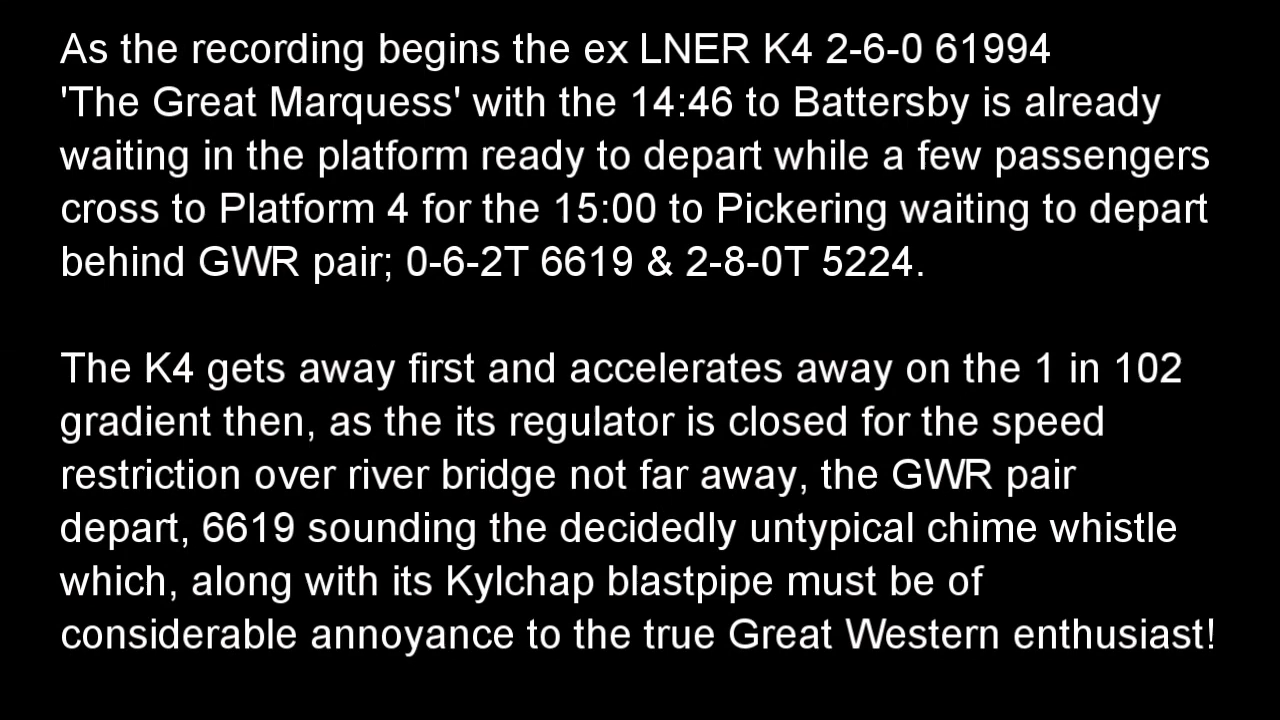 As the recording begins the ex LNER K4 2-6-0 61994
'The Great Marquess' with the 14:46 to Battersby is already
waiting in the platform ready to depart while a few passengers
cross to Platform 4 for the 15:00 to Pickering waiting to depart
behind GWR pair; 0-6-2T 6619 & 2-8-0T 5224.
The K4 gets away first and accelerates away on the 1 in 102
gradient then, as the its regulator is closed for the speed
restriction over river bridge not far away, the GWR pair
depart, 6619 sounding the decidedly untypical chime whistle
which, along with its Kylchap blastpipe must be of
considerable annoyance to the true Great Western enthusiast!